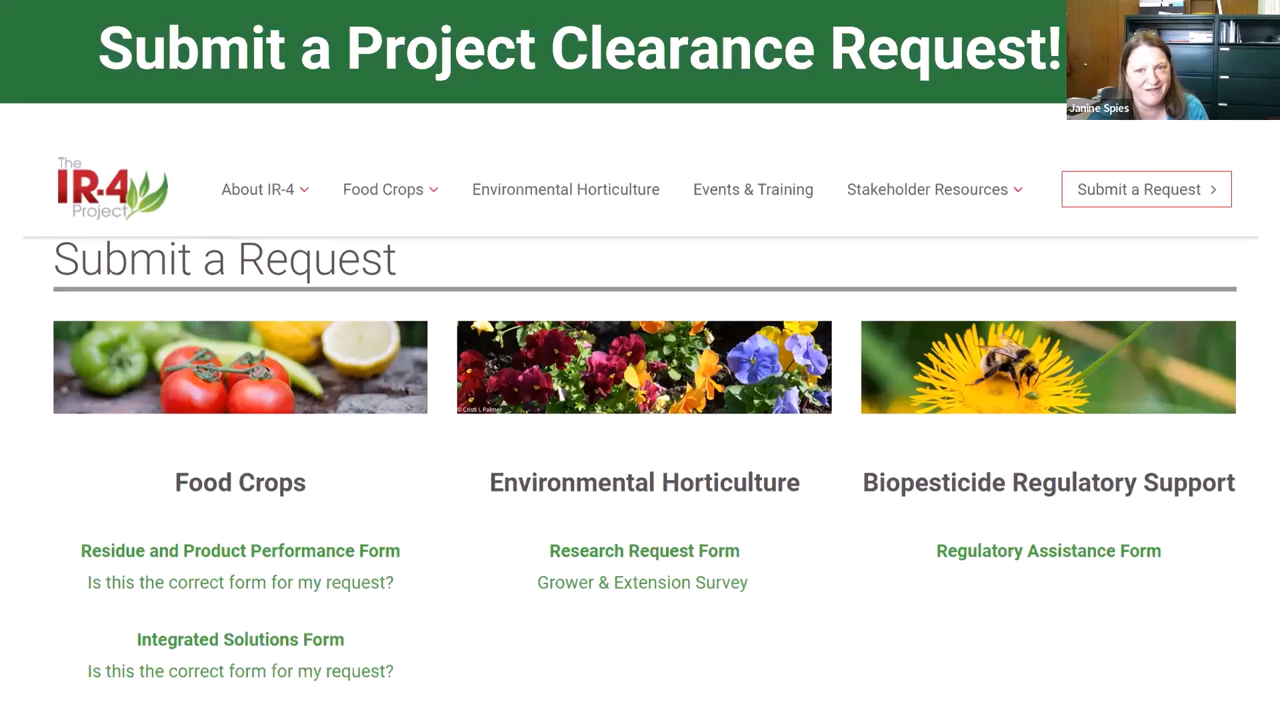 Submit a Project Clearance Request!
Janine Spies
The
IR-4
Project
About IR-4
Food Crops
Environmental Horticulture
Events & Training
Stakeholder Resources
Submit a Request
Submit a Request
© Cristi L Palmer
Food Crops
Environmental Horticulture
Biopesticide Regulatory Support
Residue and Product Performance Form
Is this the correct form for my request?
Research Request Form
Grower & Extension Survey
Regulatory Assistance Form
Integrated Solutions Form
Is this the correct form for my request?